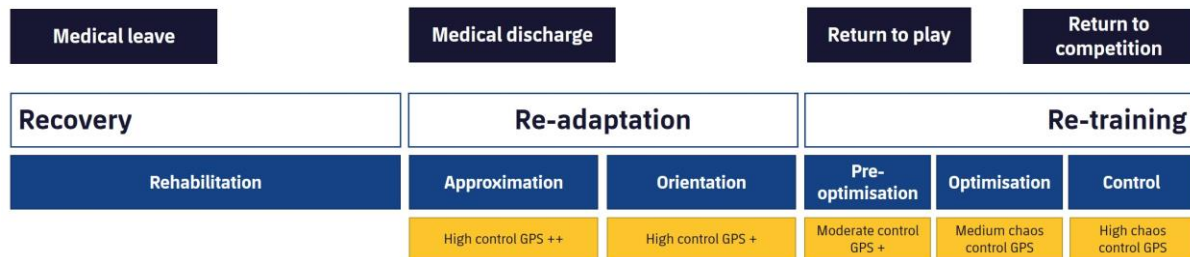 Medical leave
Medical discharge
Return to play
Return to
competition
Recovery
Re-adaptation
Re-training
Rehabilitation
Approximation
Orientation
Pre-
optimisation
Optimisation
Control
High control GPS ++
High control GPS +
Moderate control
GPS +
Medium chaos
control GPS
High chaos
control GPS